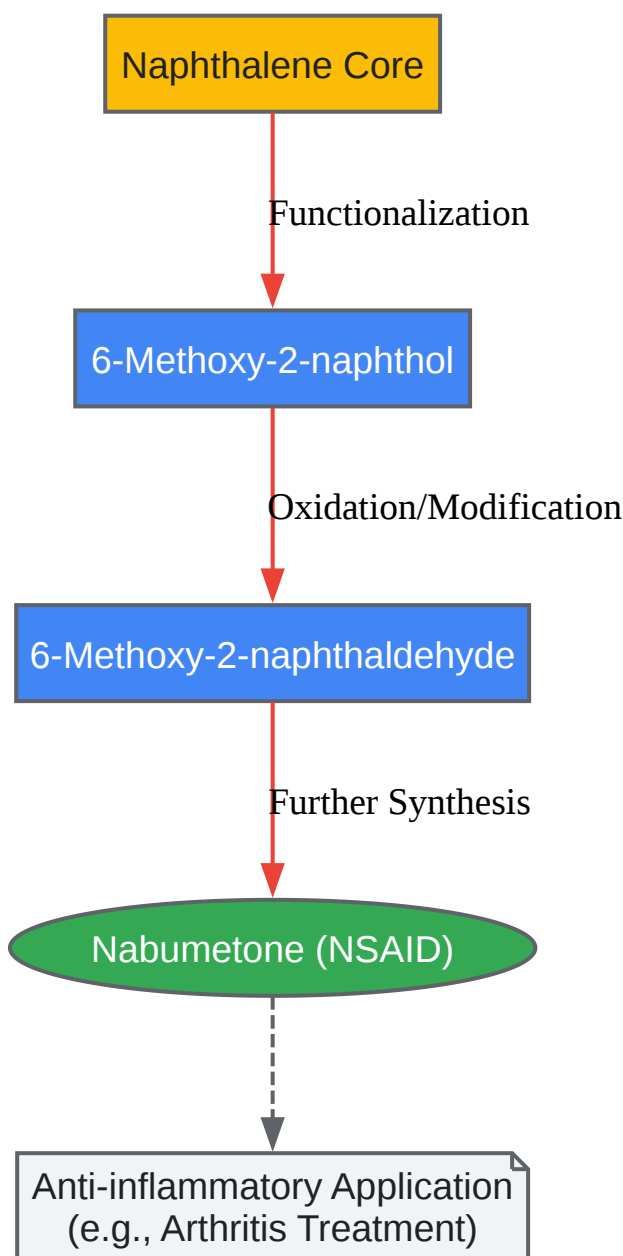 Naphthalene Core
Functionalization
6-Methoxy-2-naphthol
Oxidation/Modification
6-Methoxy-2-naphthaldehyde
Further Synthesis
Nabumetone (NSAID)
Anti-inflammatory Application
(e.g., Arthritis Treatment)